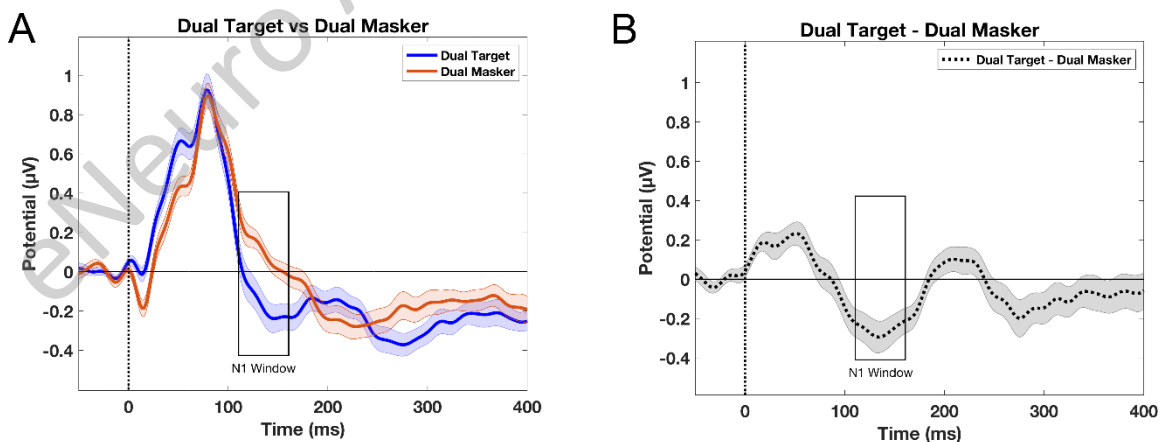 A
Dual Target vs Dual Masker
Dual Target
Dual Masker
1
0.8
0.6
0.4
0.2
0
-0.2
-0.4
Potential (µV)
N1 Window
0
100
200
300
400
Time (ms)
eNeuro
B
Dual Target - Dual Masker
Dual Target - Dual Masker
1
0.8
0.6
0.4
0.2
0
-0.2
-0.4
Potential (µV)
N1 Window
0
100
200
300
400
Time (ms)